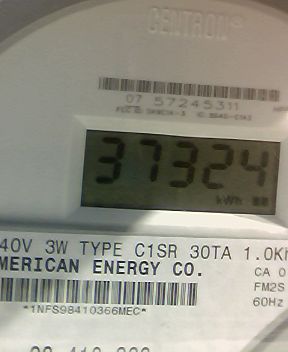 CENTRON®
07 57245311
37324
kWh
40V 3W TYPE C1SR 30TA 1.0Kh
MERICAN ENERGY CO.
CA 0
FM2S
60Hz
*1NFS98410366MEC*